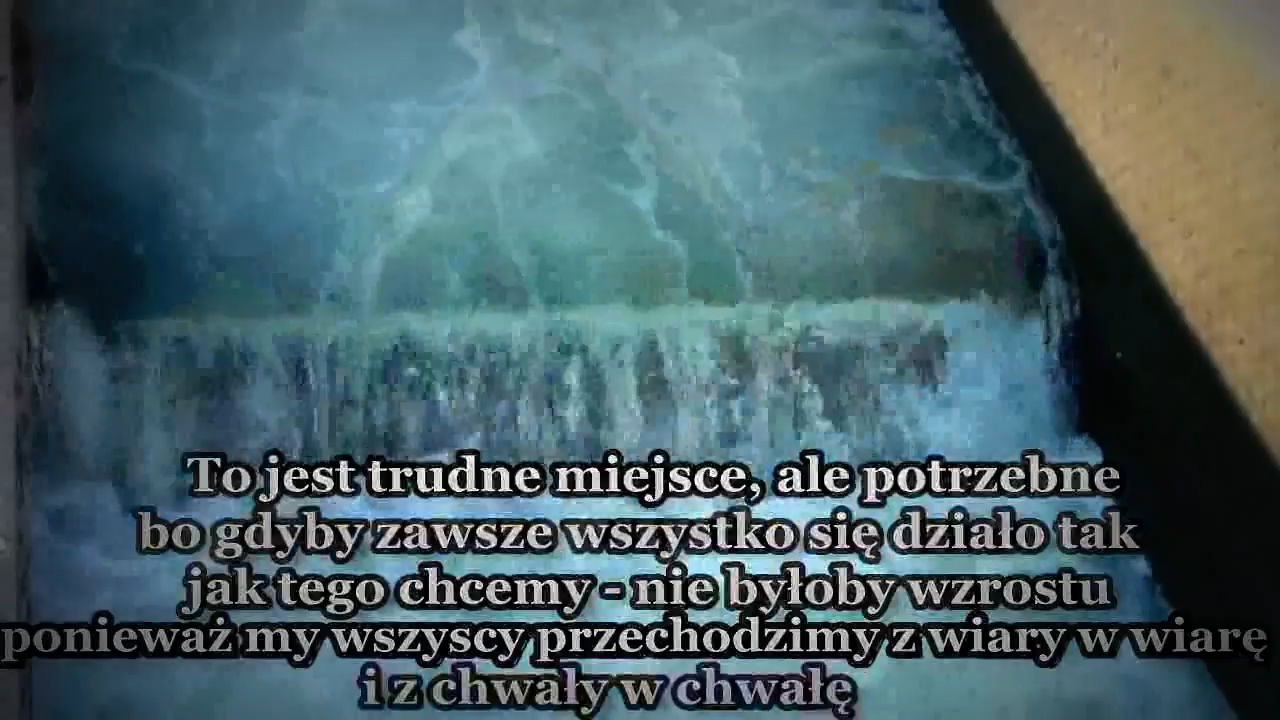 To jest trudne miejsce, ale potrzebne
bo gdyby zawsze wszystko się działo tak
jak tego chcemy - nie byłoby wzrostu
ponieważ my wszyscy przechodzimy z wiary w wiarę
i z chwały w chwałę